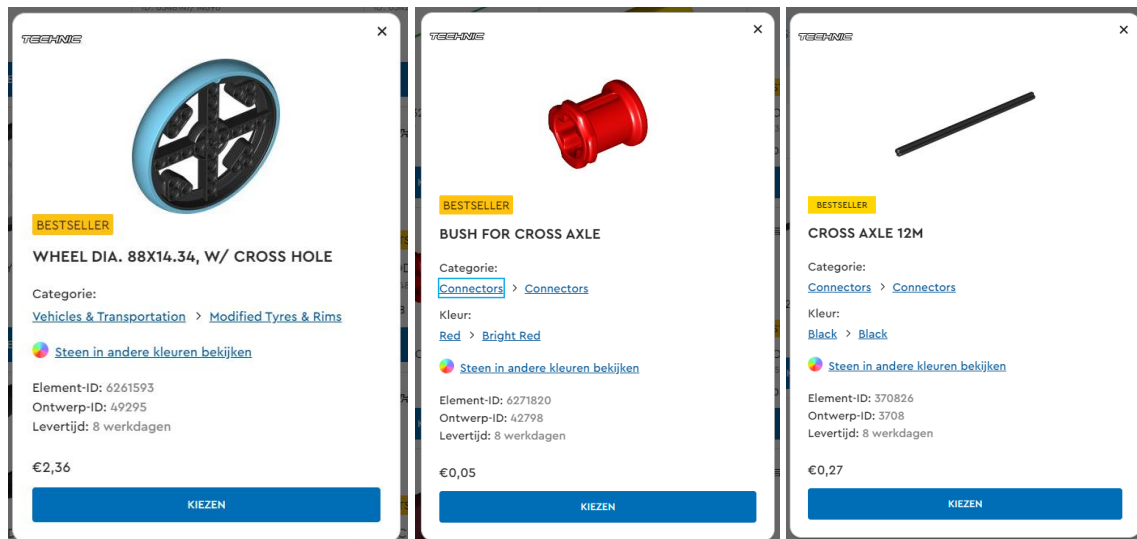 TECHNIC
×
BESTSELLER
WHEEL DIA. 88X14.34, W/ CROSS HOLE
Categorie:
Vehicles & Transportation > Modified Tyres & Rims
Steen in andere kleuren bekijken
Element-ID: 6261593
Ontwerp-ID: 49295
Levertijd: 8 werkdagen
€2,36
KIEZEN
TECHNIC
×
BESTSELLER
BUSH FOR CROSS AXLE
Categorie:
Connectors > Connectors
Kleur:
Red > Bright Red
Steen in andere kleuren bekijken
Element-ID: 6271820
Ontwerp-ID: 42798
Levertijd: 8 werkdagen
€0,05
KIEZEN
TECHNIC
×
BESTSELLER
CROSS AXLE 12M
Categorie:
Connectors > Connectors
Kleur:
Black > Black
Steen in andere kleuren bekijken
Element-ID: 370826
Ontwerp-ID: 3708
Levertijd: 8 werkdagen
€0,27
KIEZEN